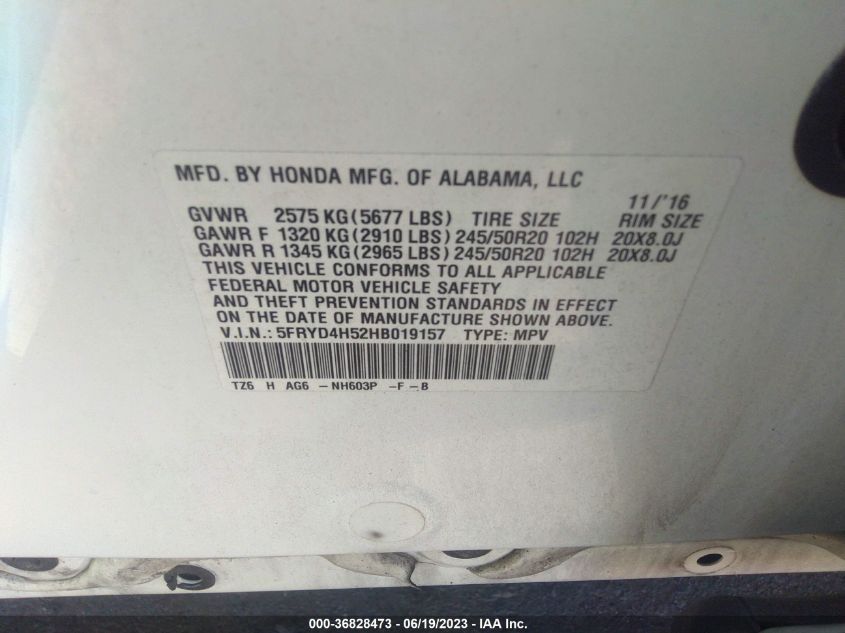 MFD. BY HONDA MFG. OF ALABAMA, LLC
11/'16
GVWR 2575 KG(5677 LBS) TIRE SIZE RIM SIZE
GAWR F 1320 KG(2910 LBS) 245/50R20 102H 20X8.0J
GAWR R 1345 KG(2965 LBS) 245/50R20 102H 20X8.0J
THIS VEHICLE CONFORMS TO ALL APPLICABLE
FEDERAL MOTOR VEHICLE SAFETY
AND THEFT PREVENTION STANDARDS IN EFFECT
ON THE DATE OF MANUFACTURE SHOWN ABOVE.
V.I.N.: 5FRYD4H52HB019157 TYPE: MPV
TZ6 H AG6 -NH603P -F-B
000-36828473 - 06/19/2023 - IAA Inc.